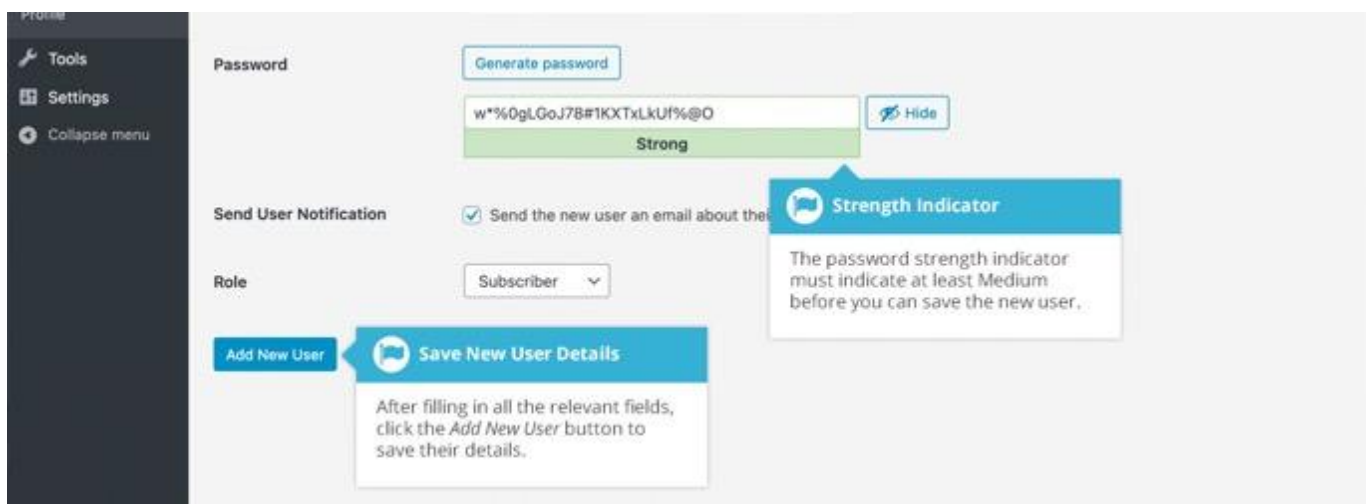 Profile
Tools
Settings
Collapse menu
Password
Generate password
w*%0gLGoJ78#1KXTxLkUf%@O
Hide
Strong
Send User Notification
Send the new user an email about thei
Role
Subscriber
Add New User
Strength Indicator
The password strength indicator
must indicate at least Medium
before you can save the new user.
Save New User Details
After filling in all the relevant fields,
click the Add New User button to
save their details.